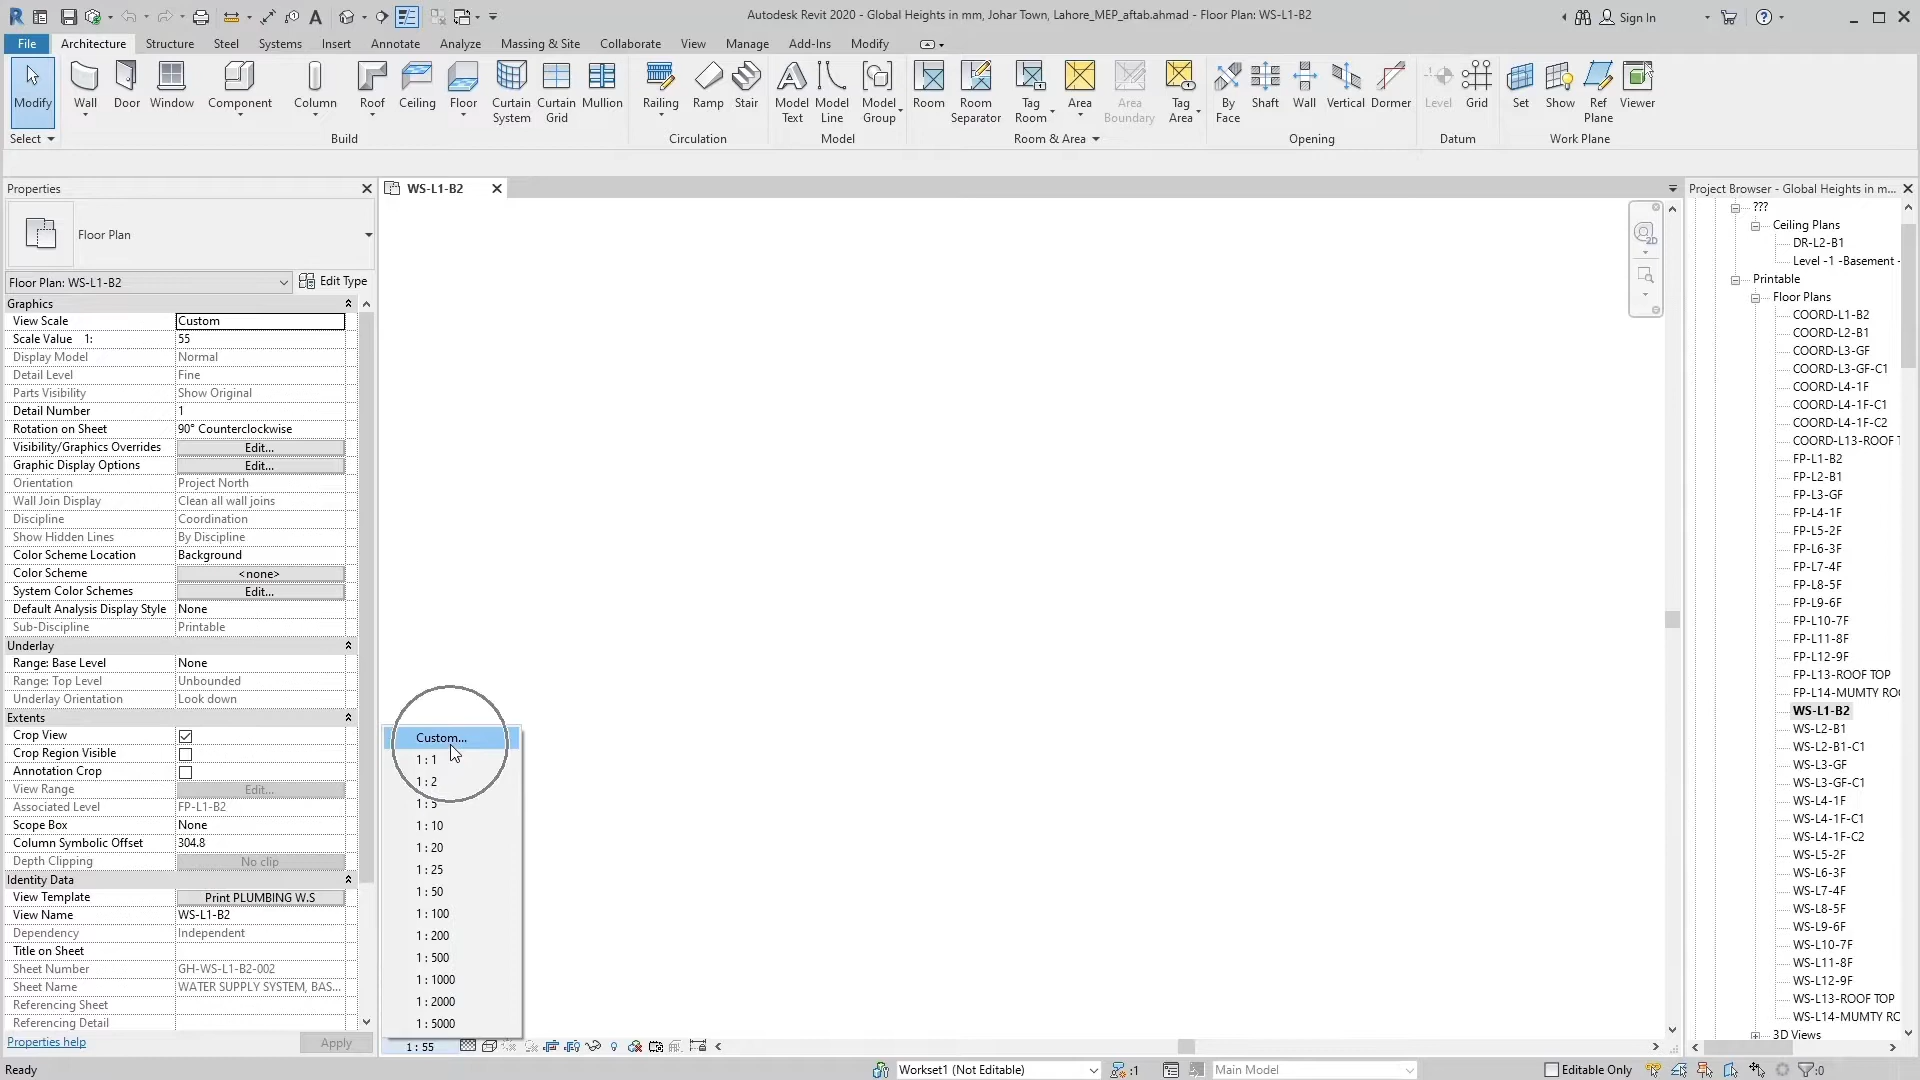 Autodesk Revit 2020 - Global Heights in mm, Johar Town, Lahore_MEP_aftab.ahmad - Floor Plan: WS-L1-B2
Sign In
File Architecture Structure Steel Systems Insert Annotate Analyze Massing & Site Collaborate View Manage Add-Ins Modify
Modify Wall Door Window Component Column Roof Ceiling Floor Curtain System Curtain Grid Mullion Railing Ramp Stair Model Text Model Line Model Group Room Room Separator Tag Room Area Area Boundary Tag Area By Face Shaft Wall Vertical Dormer Level Grid Set Show Ref Plane Viewer
Select Build Circulation Model Room & Area Opening Datum Work Plane
Properties
Floor Plan
Floor Plan: WS-L1-B2 Edit Type
Graphics
View Scale Custom
Scale Value 1: 55
Display Model Normal
Detail Level Fine
Parts Visibility Show Original
Detail Number 1
Rotation on Sheet 90° Counterclockwise
Visibility/Graphics Overrides Edit...
Graphic Display Options Edit...
Orientation Project North
Wall Join Display Clean all wall joins
Discipline Coordination
Show Hidden Lines By Discipline
Color Scheme Location Background
Color Scheme <none>
System Color Schemes Edit...
Default Analysis Display Style None
Sub-Discipline Printable
Underlay
Range: Base Level None
Range: Top Level Unbounded
Underlay Orientation Look down
Extents
Crop View
Crop Region Visible
Annotation Crop
View Range Edit...
Associated Level FP-L1-B2
Scope Box None
Column Symbolic Offset 304.8
Depth Clipping No clip
Identity Data
View Template Print PLUMBING W.S
View Name WS-L1-B2
Dependency Independent
Title on Sheet
Sheet Number GH-WS-L1-B2-002
Sheet Name WATER SUPPLY SYSTEM, BAS...
Referencing Sheet
Referencing Detail
Properties help Apply
WS-L1-B2
2D
Custom...
1 : 1
1 : 2
1 : 5
1 : 10
1 : 20
1 : 25
1 : 50
1 : 100
1 : 200
1 : 500
1 : 1000
1 : 2000
1 : 5000
1 : 55
Project Browser - Global Heights in m...
???
Ceiling Plans
DR-L2-B1
Level -1 -Basement -
Printable
Floor Plans
COORD-L1-B2
COORD-L2-B1
COORD-L3-GF
COORD-L3-GF-C1
COORD-L4-1F
COORD-L4-1F-C1
COORD-L4-1F-C2
COORD-L13-ROOF T
FP-L1-B2
FP-L2-B1
FP-L3-GF
FP-L4-1F
FP-L5-2F
FP-L6-3F
FP-L7-4F
FP-L8-5F
FP-L9-6F
FP-L10-7F
FP-L11-8F
FP-L12-9F
FP-L13-ROOF TOP
FP-L14-MUMTY RO
WS-L1-B2
WS-L2-B1
WS-L2-B1-C1
WS-L3-GF
WS-L3-GF-C1
WS-L4-1F
WS-L4-1F-C1
WS-L4-1F-C2
WS-L5-2F
WS-L6-3F
WS-L7-4F
WS-L8-5F
WS-L9-6F
WS-L10-7F
WS-L11-8F
WS-L12-9F
WS-L13-ROOF TOP
WS-L14-MUMTY RO
3D Views
Ready Workset1 (Not Editable) :1 Main Model Editable Only :0